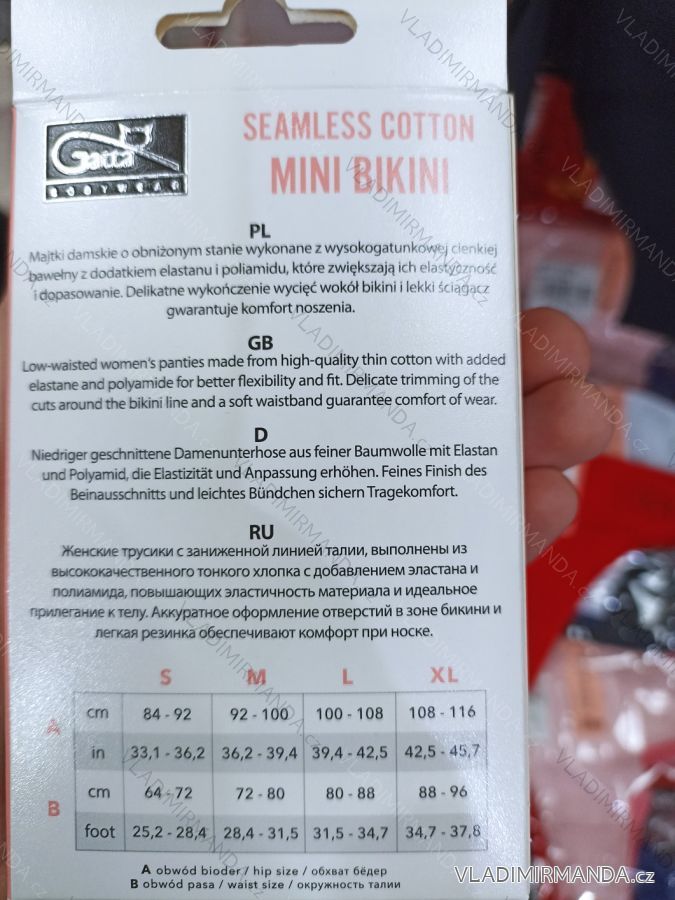 Gatta
BODYWEAR
SEAMLESS COTTON
MINI BIKINI
PL
Majtki damskie o obniżonym stanie wykonane z wysokogatunkowej cienkiej
bawełny z dodatkiem elastanu i poliamidu, które zwiększają ich elastyczność
i dopasowanie. Delikatne wykończenie wycięć wokół bikini i lekki ściągacz
gwarantuje komfort noszenia.
GB
Low-waisted women's panties made from high-quality thin cotton with added
elastane and polyamide for better flexibility and fit. Delicate trimming of the
cuts around the bikini line and a soft waistband guarantee comfort of wear.
D
Niedriger geschnittene Damenunterhose aus feiner Baumwolle mit Elastan
und Polyamid, die Elastizität und Anpassung erhöhen. Feines Finish des
Beinausschnitts und leichtes Bündchen sichern Tragekomfort.
RU
Женские трусики с заниженной линией талии, выполнены из
высококачественного тонкого хлопка с добавлением эластана и
полиамида, повышающих эластичность материала и идеальное
прилегание к телу. Аккуратное оформление отверстий в зоне бикини и
легкая резинка обеспечивают комфорт при носке.
S M L XL
A cm 84 - 92 92 - 100 100 - 108 108 - 116
in 33,1 - 36,2 36,2 - 39,4 39,4 - 42,5 42,5 - 45,7
B cm 64 - 72 72 - 80 80 - 88 88 - 96
foot 25,2 - 28,4 28,4 - 31,5 31,5 - 34,7 34,7 - 37,8
A obwód bioder / hip size / обхват бёдер
B obwód pasa / waist size / окружность талии
VLADIMIRMANDA.cz